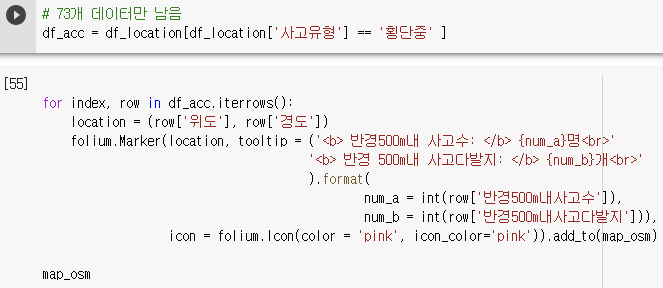 # 73개 데이터만 남음
df_acc = df_location[df_location['사고유형'] == '횡단중' ]
[55]
for index, row in df_acc.iterrows():
location = (row['위도'], row['경도'])
folium.Marker(location, tooltip = ('<b> 반경500m내 사고수: </b> {num_a}명<br>'
'<b> 반경 500m내 사고다발지: </b> {num_b}개<br>'
).format(
num_a = int(row['반경500m내사고수']),
num_b = int(row['반경500m내사고다발지'])),
icon = folium.Icon(color = 'pink', icon_color='pink')).add_to(map_osm)
map_osm